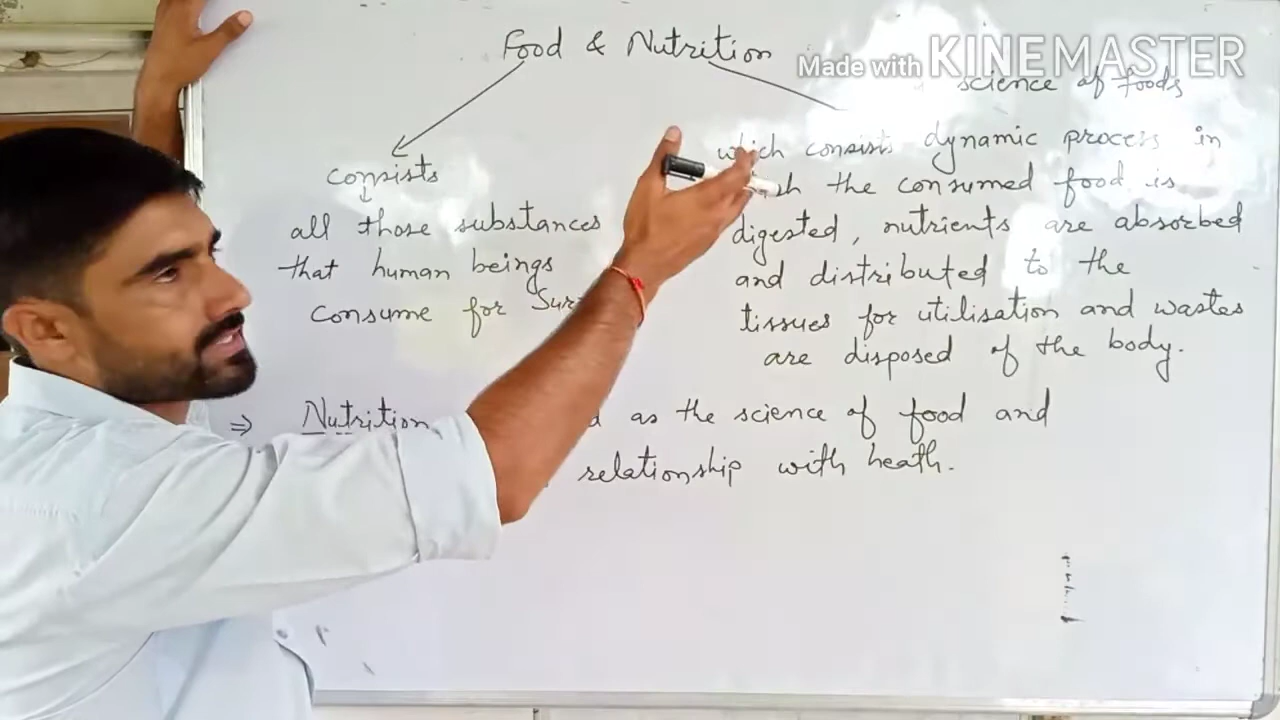 Food & Nutrition
Made with KINEMASTER
science of foods
consists
all those substances
that human beings
consume for
which consists dynamic process in
the consumed food is
digested, nutrients are absorbed
and distributed to the
tissues for utilisation and wastes
are disposed of the body.
⇒ Nutrition as the science of food and
relationship with heath.